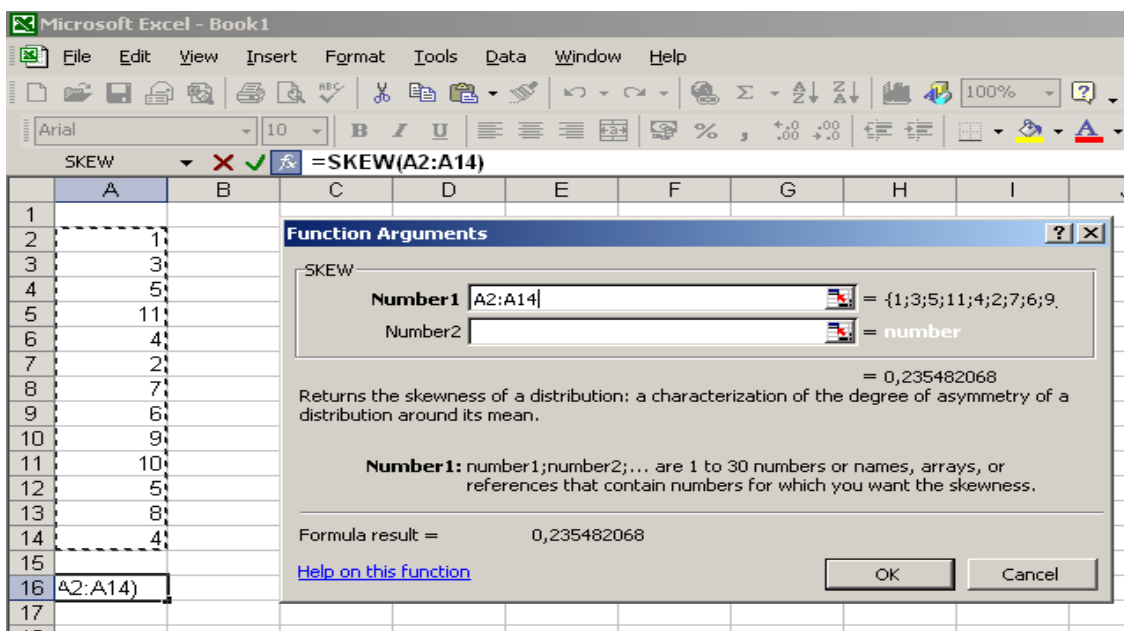 Microsoft Excel - Book1
File Edit View Insert Format Tools Data Window Help
ABC Σ A Z Z A 100% ?
Arial 10 B I U % , ,00 ,0 ,00 A
SKEW =SKEW(A2:A14)
A B C D E F G H I J
1
2 1
3 3
4 5
5 11
6 4
7 2
8 7
9 6
10 9
11 10
12 5
13 8
14 4
15
16 A2:A14)
17
Function Arguments
SKEW
Number1 A2:A14 = {1;3;5;11;4;2;7;6;9
Number2 = number
= 0,235482068
Returns the skewness of a distribution: a characterization of the degree of asymmetry of a
distribution around its mean.
Number1: number1;number2;... are 1 to 30 numbers or names, arrays, or
references that contain numbers for which you want the skewness.
Formula result = 0,235482068
Help on this function
OK Cancel